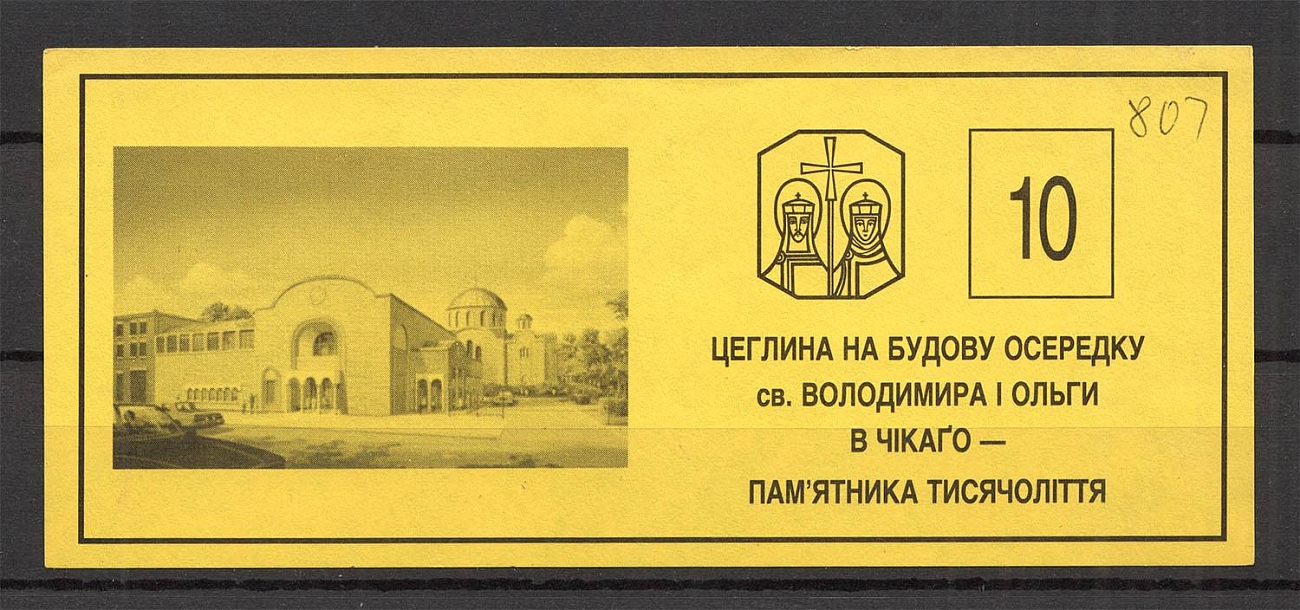 807
10
ЦЕГЛИНА НА БУДОВУ ОСЕРЕДКУ
св. ВОЛОДИМИРА І ОЛЬГИ
В ЧІКАҐО —
ПАМ'ЯТНИКА ТИСЯЧОЛІТТЯ